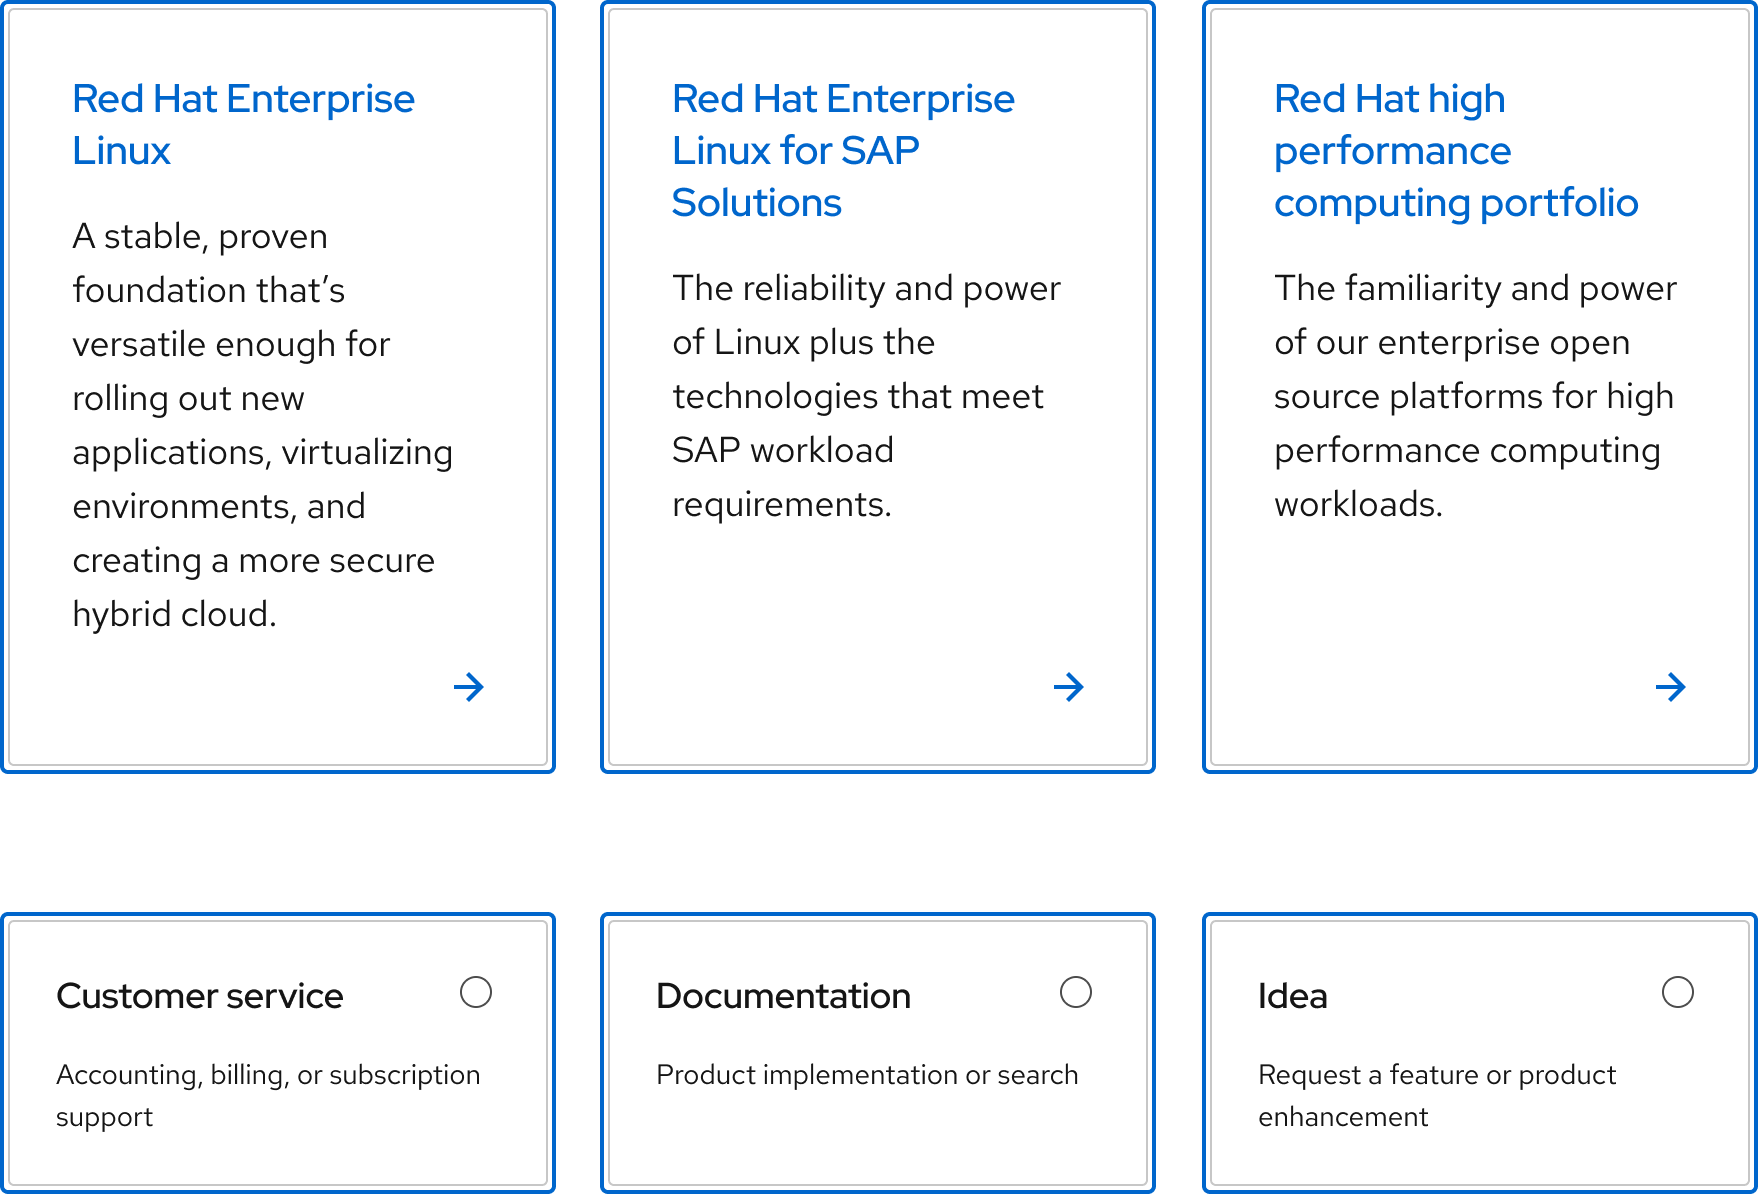 Red Hat Enterprise
Linux
A stable, proven
foundation that’s
versatile enough for
rolling out new
applications, virtualizing
environments, and
creating a more secure
hybrid cloud.
Red Hat Enterprise
Linux for SAP
Solutions
The reliability and power
of Linux plus the
technologies that meet
SAP workload
requirements.
Red Hat high
performance
computing portfolio
The familiarity and power
of our enterprise open
source platforms for high
performance computing
workloads.
Customer service
Accounting, billing, or subscription
support
Documentation
Product implementation or search
Idea
Request a feature or product
enhancement